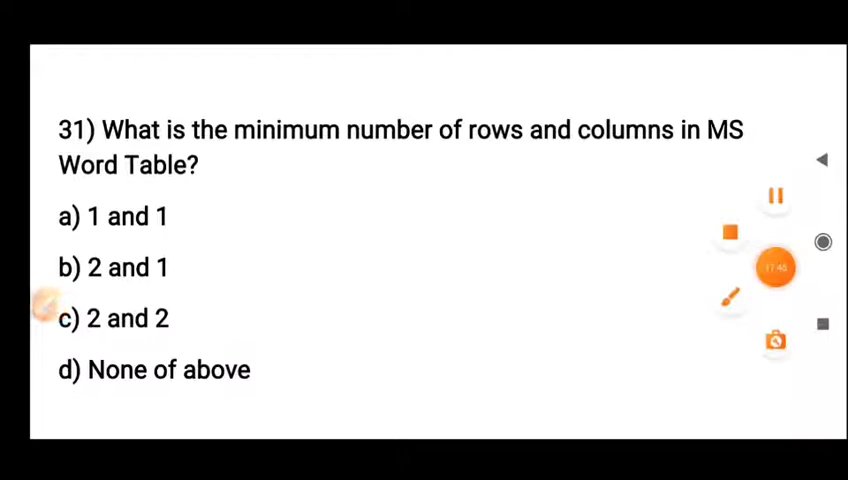 31) What is the minimum number of rows and columns in MS
Word Table?
a) 1 and 1
b) 2 and 1
c) 2 and 2
d) None of above